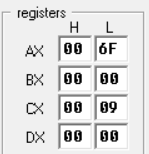 registers
H L
AX 00 6F
BX 00 00
CX 00 09
DX 00 00